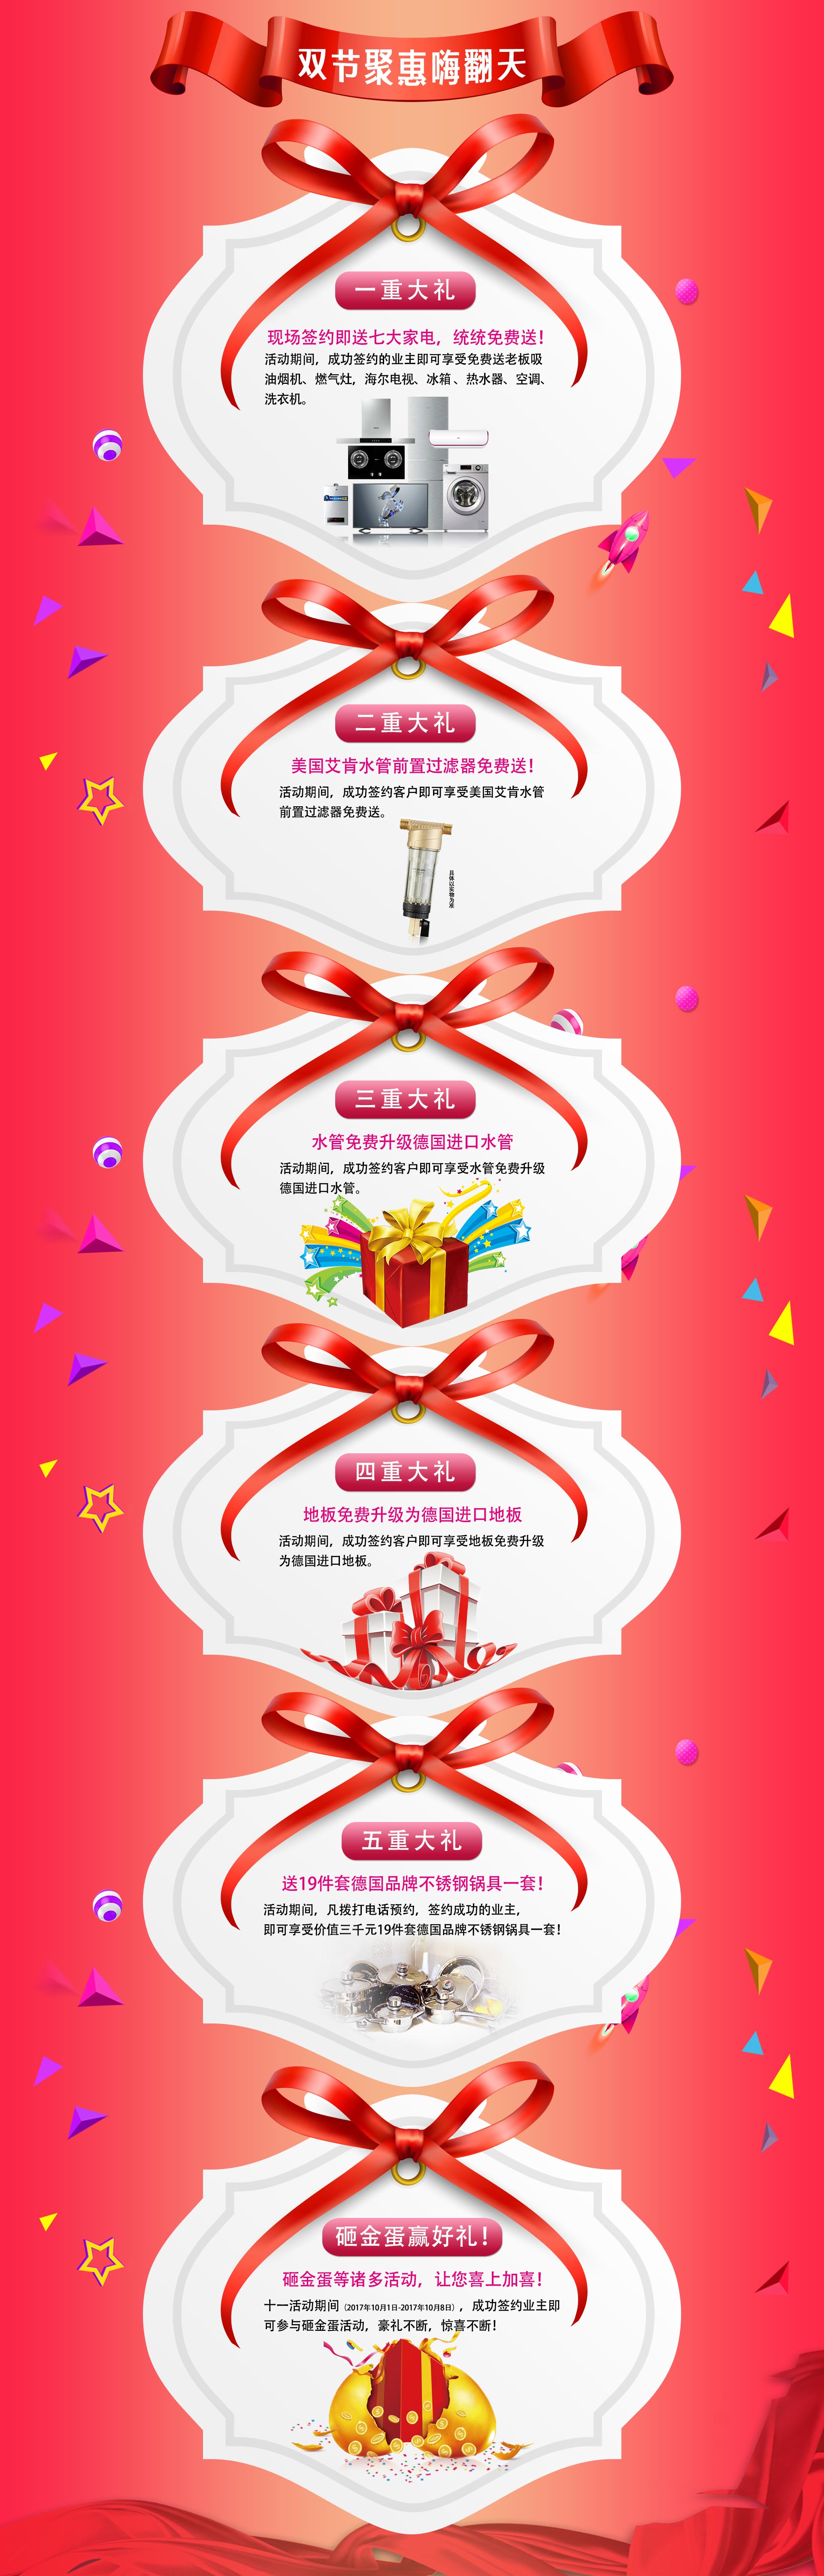 双节聚惠嗨翻天
一重大礼
现场签约即送七大家电，统统免费送！
活动期间，成功签约的业主即可享受免费送老板吸
油烟机、燃气灶，海尔电视、冰箱、热水器、空调、
洗衣机。
二重大礼
美国艾肯水管前置过滤器免费送！
活动期间，成功签约客户即可享受美国艾肯水管
前置过滤器免费送。
具体以实物为准
三重大礼
水管免费升级德国进口水管
活动期间，成功签约客户即可享受水管免费升级
德国进口水管。
四重大礼
地板免费升级为德国进口地板
活动期间，成功签约客户即可享受地板免费升级
为德国进口地板。
五重大礼
送19件套德国品牌不锈钢锅具一套！
活动期间，凡拨打电话预约，签约成功的业主，
即可享受价值三千元19件套德国品牌不锈钢锅具一套！
砸金蛋赢好礼！
砸金蛋等诸多活动，让您喜上加喜！
十一活动期间（2017年10月1日-2017年10月8日），成功签约业主即
可参与砸金蛋活动，豪礼不断，惊喜不断！